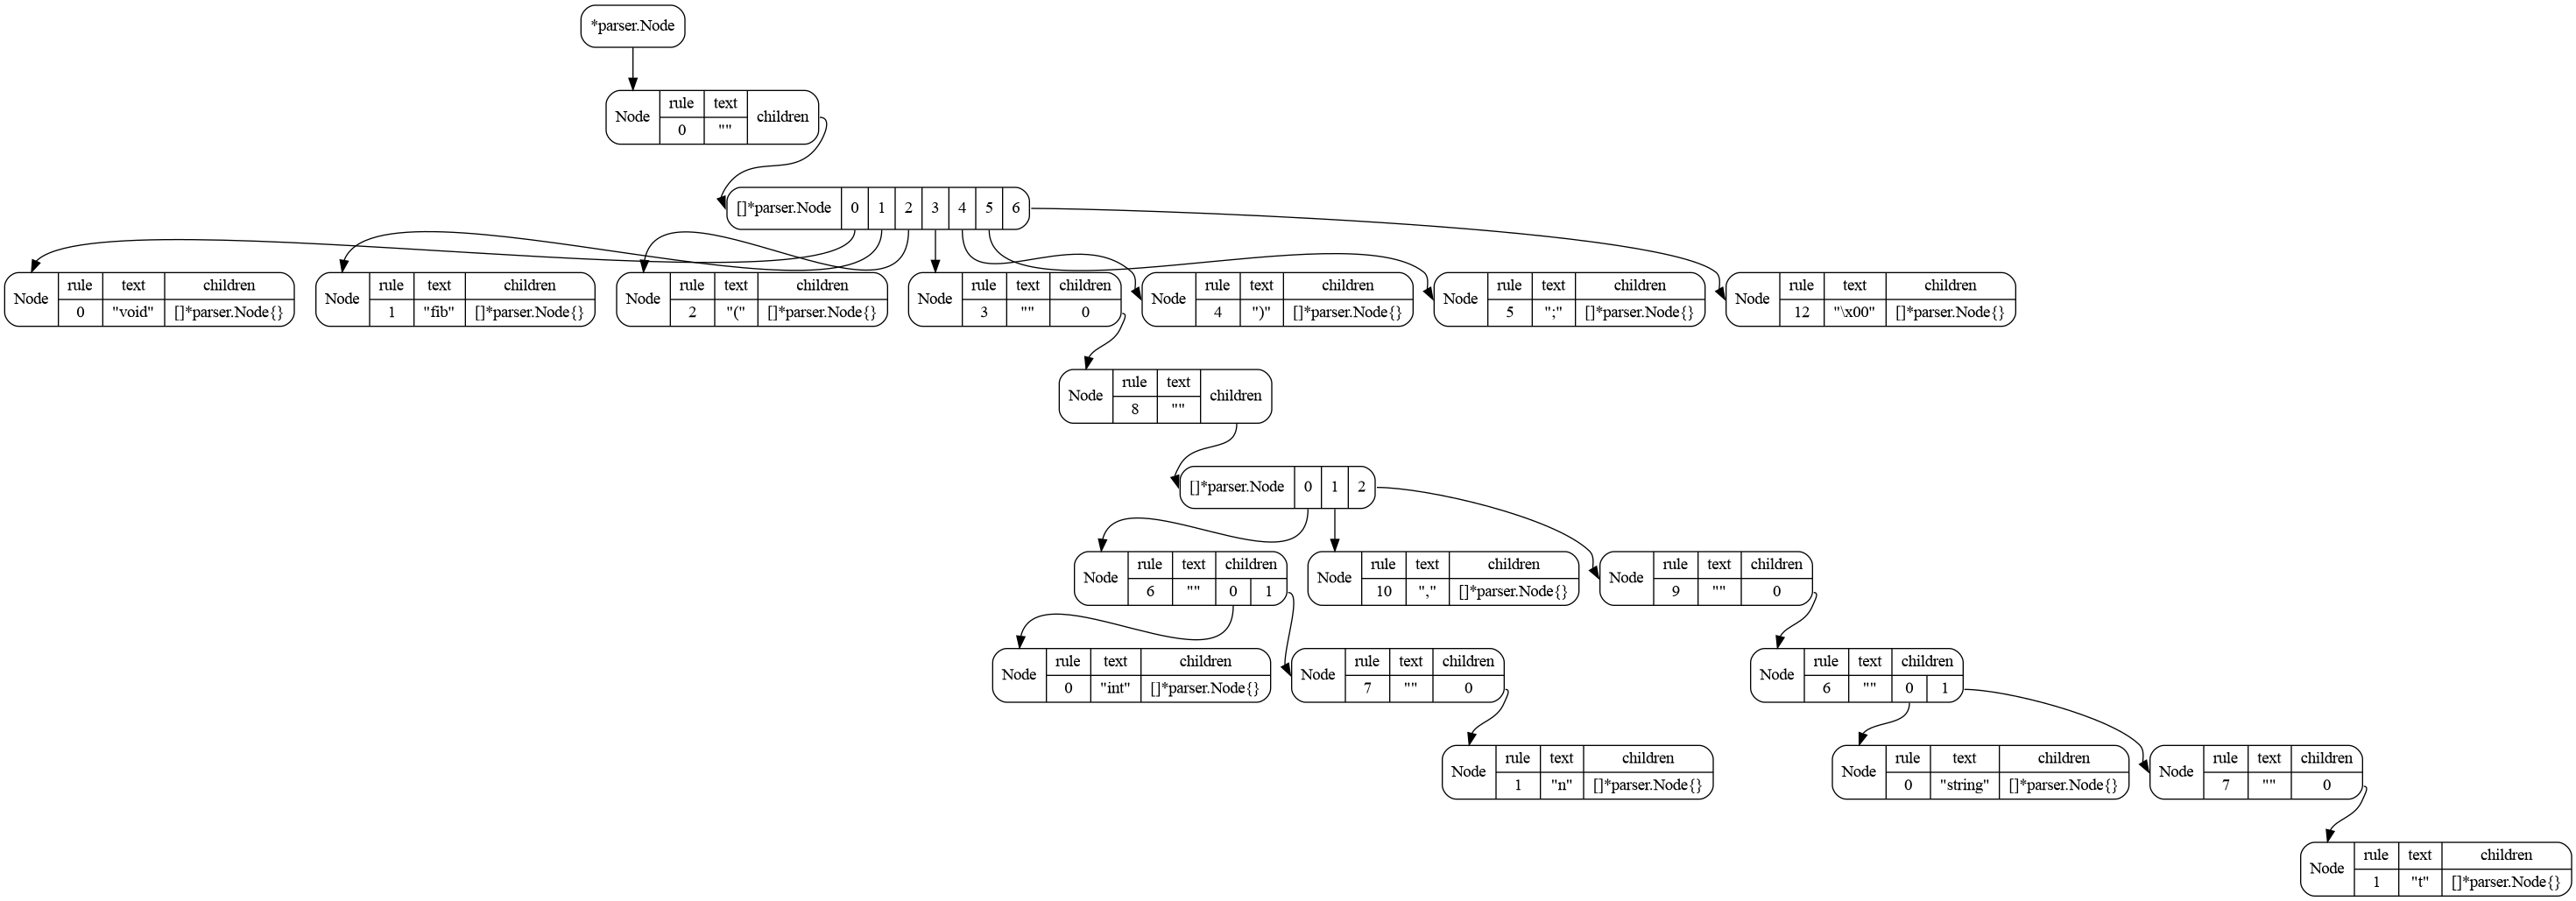 *parser.Node
Node rule text children
0 ""
[]*parser.Node 0 1 2 3 4 5 6
Node rule text children
0 "void" []*parser.Node{}
Node rule text children
1 "fib" []*parser.Node{}
Node rule text children
2 "(" []*parser.Node{}
Node rule text children
3 "" 0
Node rule text children
4 ")" []*parser.Node{}
Node rule text children
5 ";" []*parser.Node{}
Node rule text children
12 "\x00" []*parser.Node{}
Node rule text children
8 ""
[]*parser.Node 0 1 2
Node rule text children
6 "" 0 1
Node rule text children
10 "," []*parser.Node{}
Node rule text children
9 "" 0
Node rule text children
0 "int" []*parser.Node{}
Node rule text children
7 "" 0
Node rule text children
6 "" 0 1
Node rule text children
1 "n" []*parser.Node{}
Node rule text children
0 "string" []*parser.Node{}
Node rule text children
7 "" 0
Node rule text children
1 "t" []*parser.Node{}